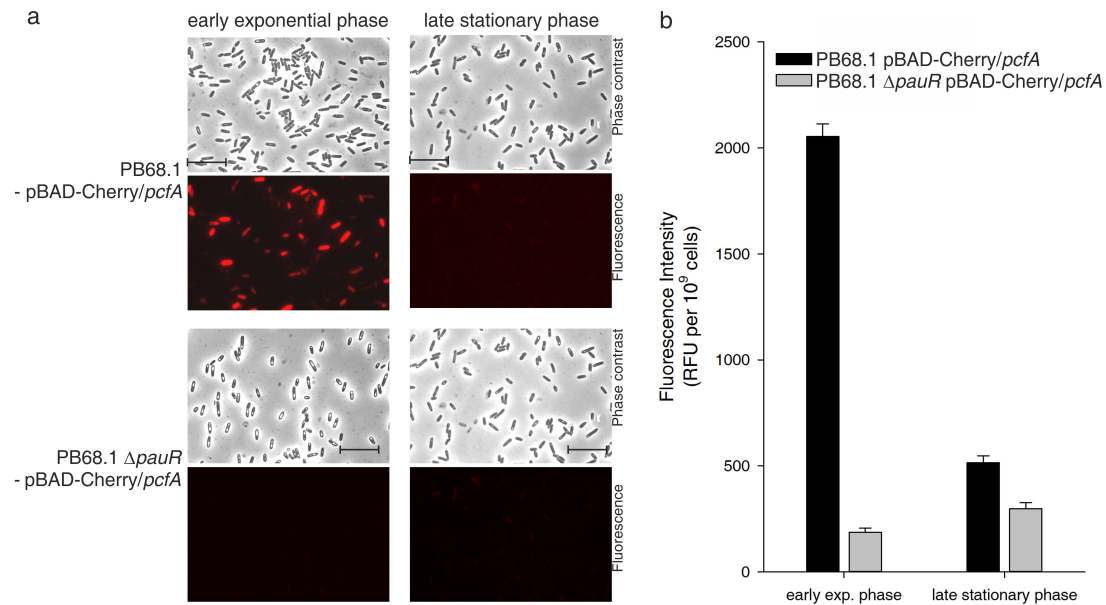 a
early exponential phase
late stationary phase
Phase contrast
PB68.1
- pBAD-Cherry/pcfA
Fluorescence
Phase contrast
PB68.1 ΔpauR
- pBAD-Cherry/pcfA
Fluorescence
b
PB68.1 pBAD-Cherry/pcfA
PB68.1 ΔpauR pBAD-Cherry/pcfA
Fluorescence Intensity
(RFU per 10⁹ cells)
2500
2000
1500
1000
500
0
early exp. phase
late stationary phase